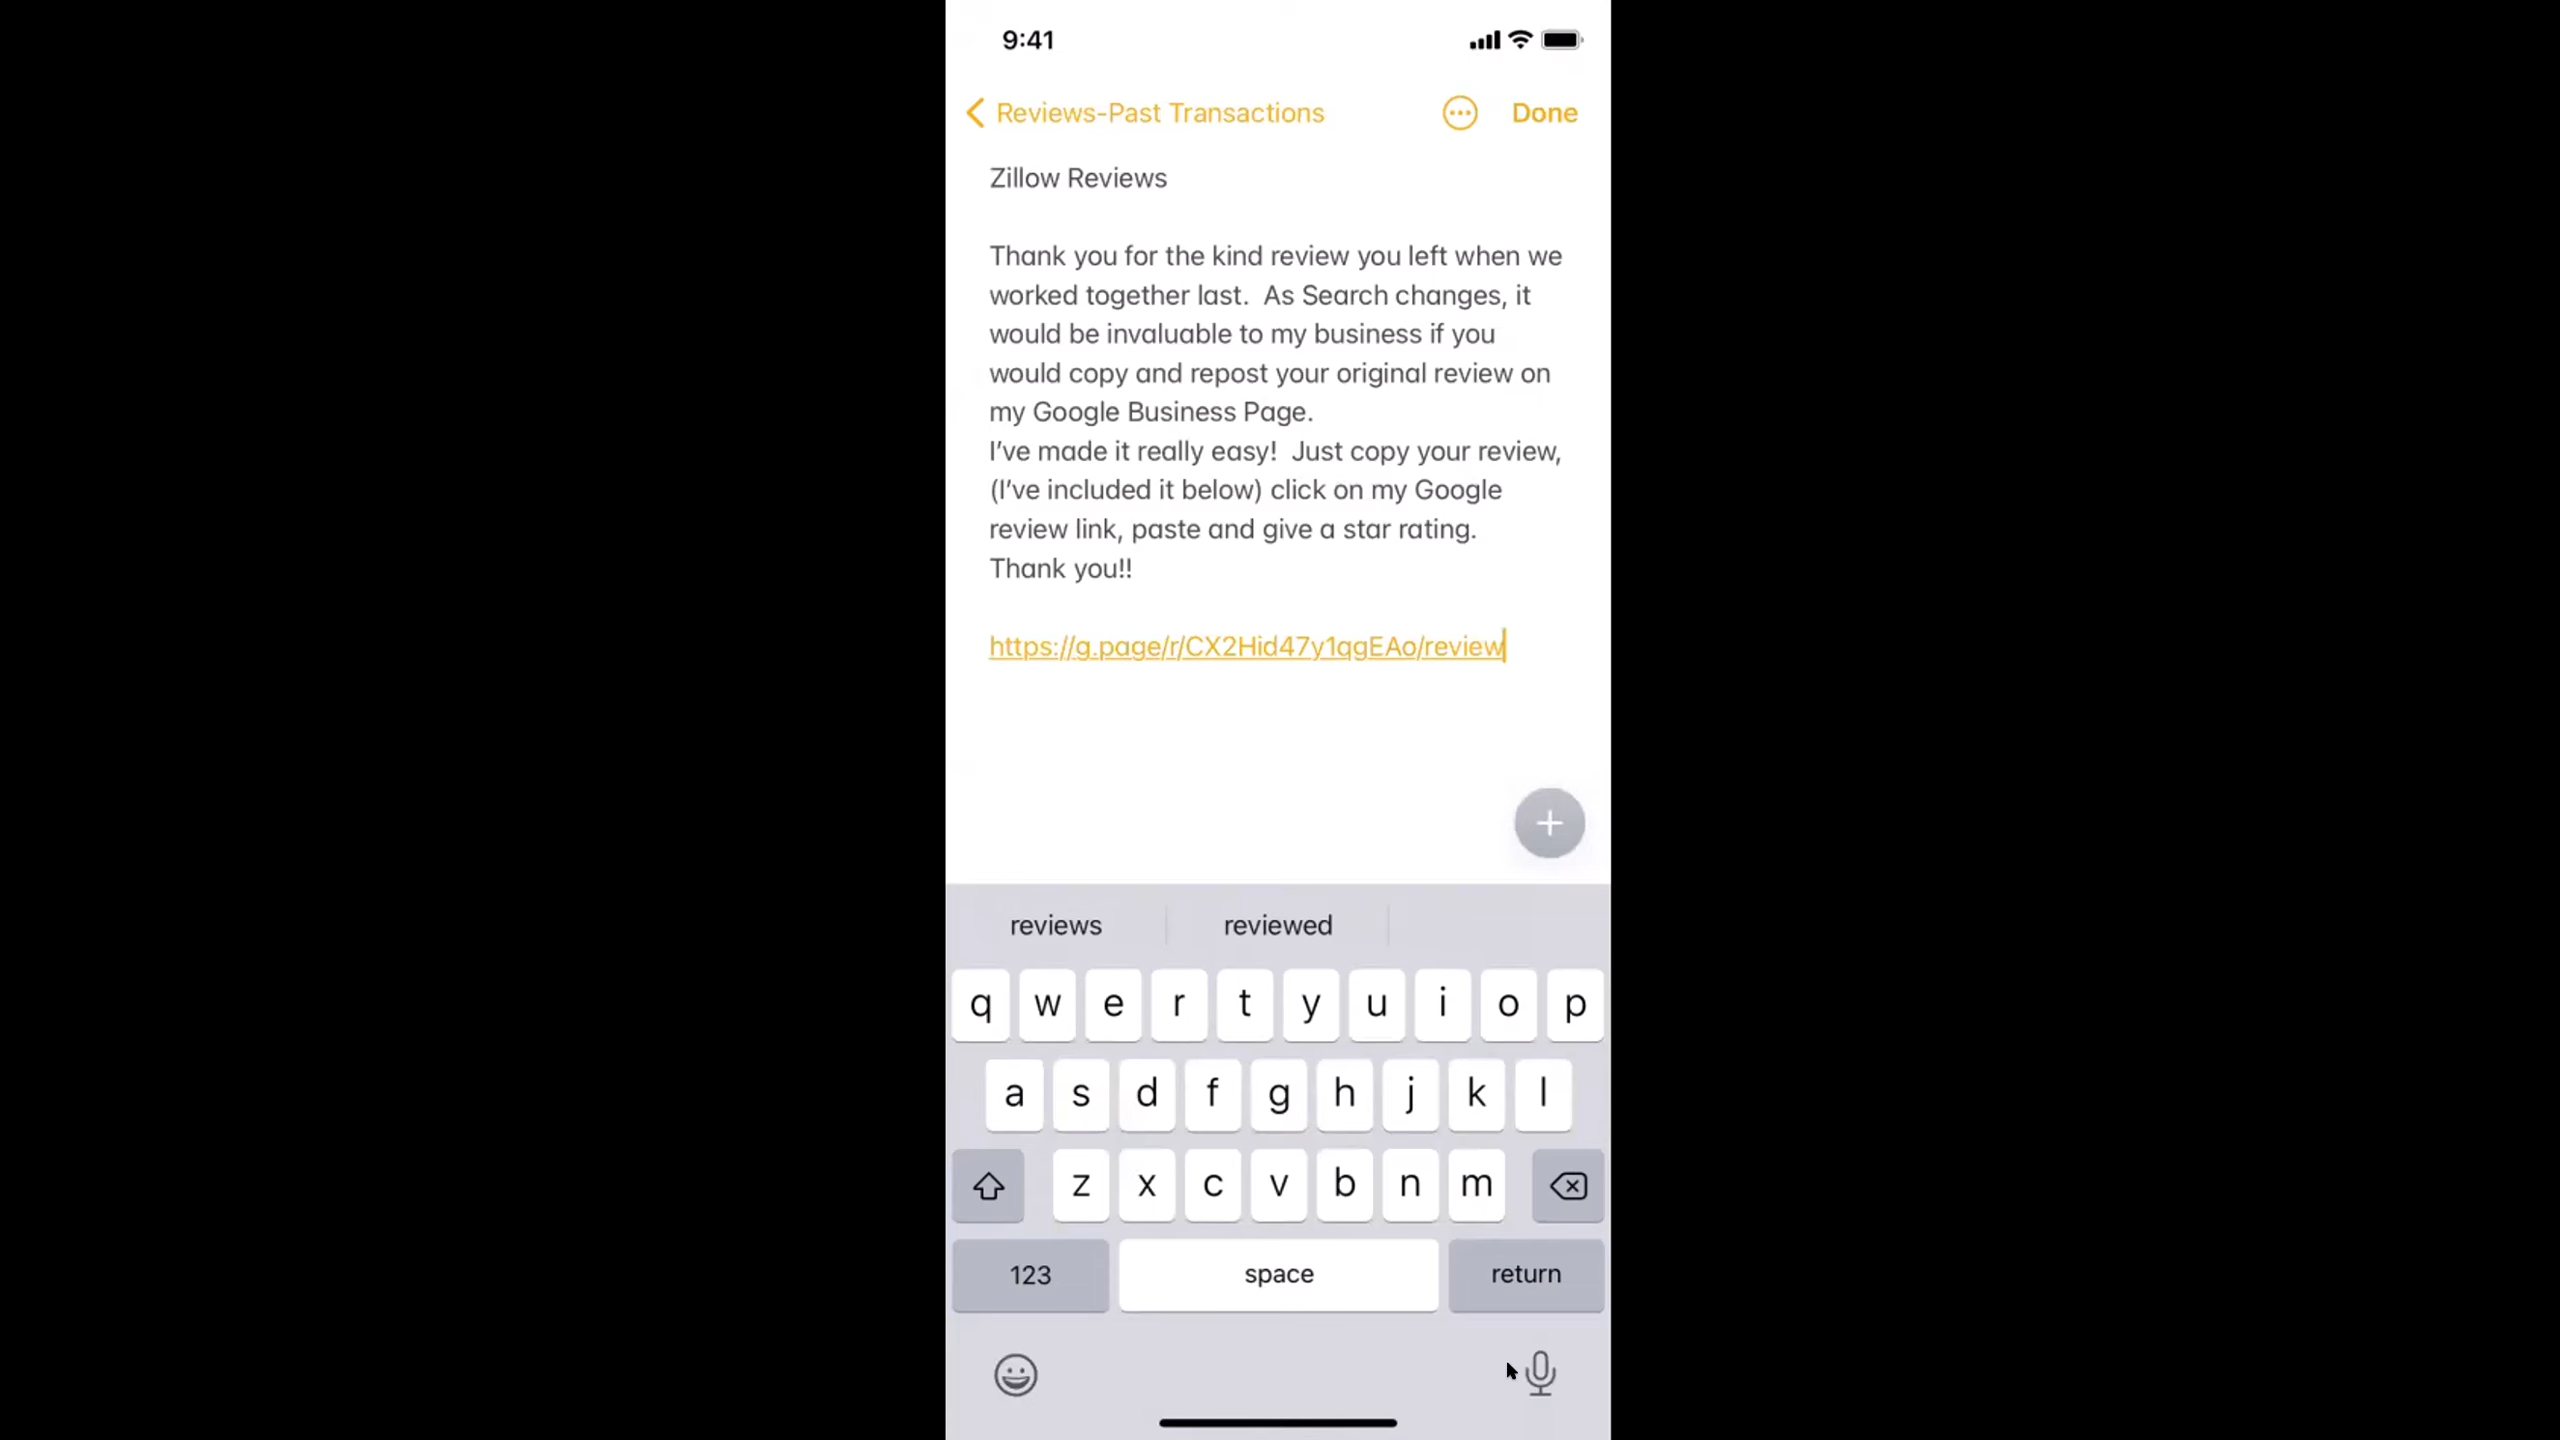 9:41
Reviews-Past Transactions
Done
Zillow Reviews
Thank you for the kind review you left when we
worked together last.  As Search changes, it
would be invaluable to my business if you
would copy and repost your original review on
my Google Business Page.
I’ve made it really easy!  Just copy your review,
(I’ve included it below) click on my Google
review link, paste and give a star rating.
Thank you!!
https://g.page/r/CX2Hid47y1qgEAo/review
reviews reviewed
q w e r t y u i o p
a s d f g h j k l
z x c v b n m
123 space return